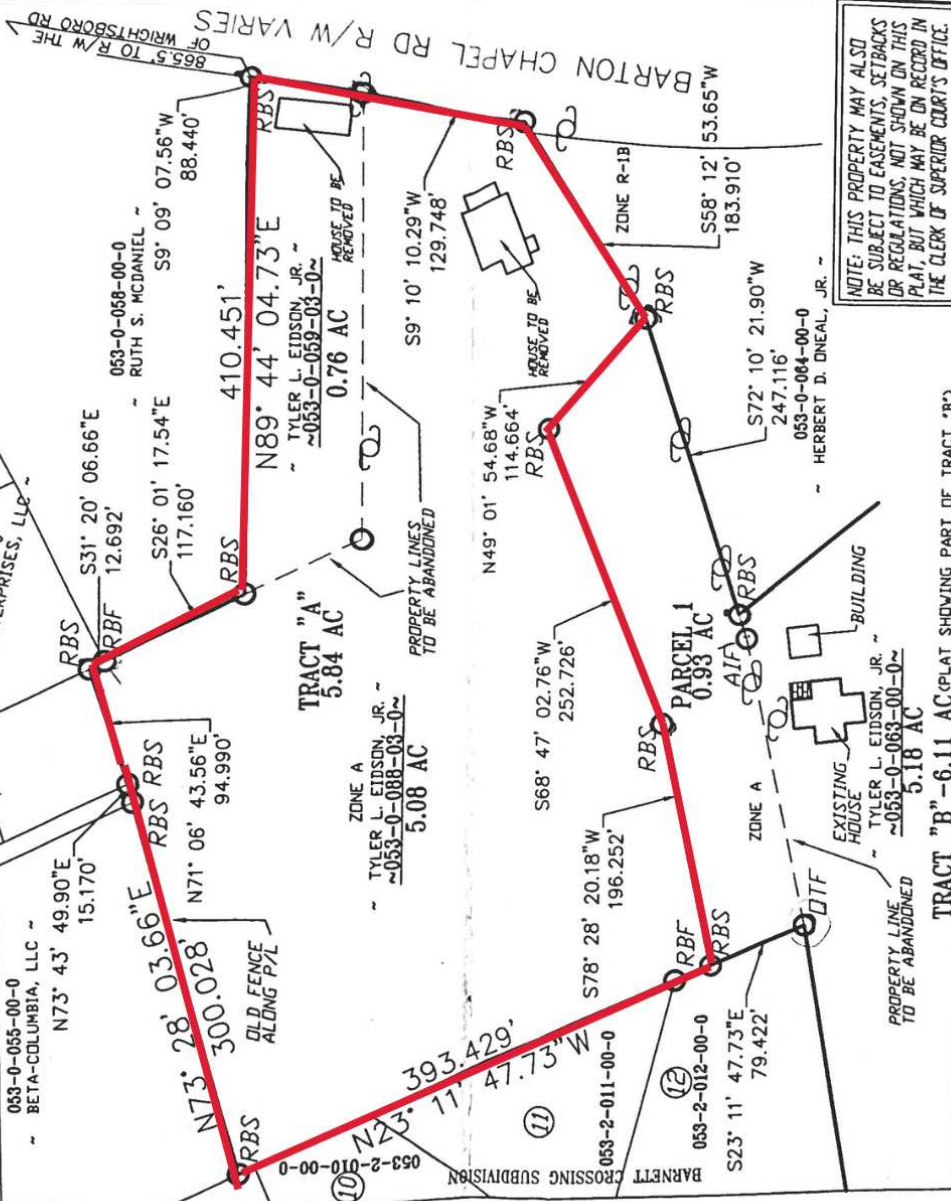 865.5' TO R/W THE
OF WRIGHTSBORO RD
BARTON CHAPEL RD R/W VARIES
NOTE: THIS PROPERTY MAY ALSO
BE SUBJECT TO EASEMENTS, SETBACKS
OR REGULATIONS, NOT SHOWN ON THIS
PLAT, BUT WHICH MAY BE ON RECORD IN
THE CLERK OF SUPERIOR COURT'S OFFICE.
ERPRISES, LLC ~
053-0-058-00-0
RUTH S. MCDANIEL ~
~
S9° 09' 07.56"W
88.440'
RBS
410.451'
N89° 44' 04.73"E
~ TYLER L. EIDSON, JR. ~
~053-0-059-03-0~
0.76 AC
HOUSE TO BE
REMOVED
S9° 10' 10.29"W
129.748'
RBS
ZONE R-1B
S58° 12' 53.65"W
183.910'
HOUSE TO BE
REMOVED
RBS
S31° 20' 06.66"E
12.692'
S26° 01' 17.54"E
117.160'
RBS
RBF
RBS
TRACT "A"
5.84 AC
PROPERTY LINES
TO BE ABANDONED
N49° 01' 54.68"W
114.664'
RBS
S72° 10' 21.90"W
247.116'
053-0-064-00-0
~ HERBERT D. ONEAL, JR. ~
053-0-055-00-0
~ BETA-COLUMBIA, LLC ~
N73° 43' 49.90"E
15.170'
RBS
RBS
N71° 06' 43.56"E
94.990'
ZONE A
~ TYLER L. EIDSON, JR. ~
~053-0-088-03-0~
5.08 AC
S68° 47' 02.76"W
252.726'
RBS
PARCEL 1
0.93 AC
AIF
RBS
BUILDING
N73° 28' 03.66"E
300.028'
OLD FENCE
ALONG P/L
S78° 28' 20.18"W
196.252'
ZONE A
EXISTING
HOUSE
~ TYLER L. EIDSON, JR. ~
~053-0-063-00-0~
5.18 AC
RBS
393.429'
N23° 11' 47.73"W
RBF
RBS
OTF
PROPERTY LINE
TO BE ABANDONED
10
053-2-010-00-0
11
053-2-011-00-0
12
053-2-012-00-0
S23° 11' 47.73"E
79.422'
BARNETT CROSSING SUBDIVISION
TRACT "B"-6.11 AC(PLAT SHOWING PART OF TRACT "B")